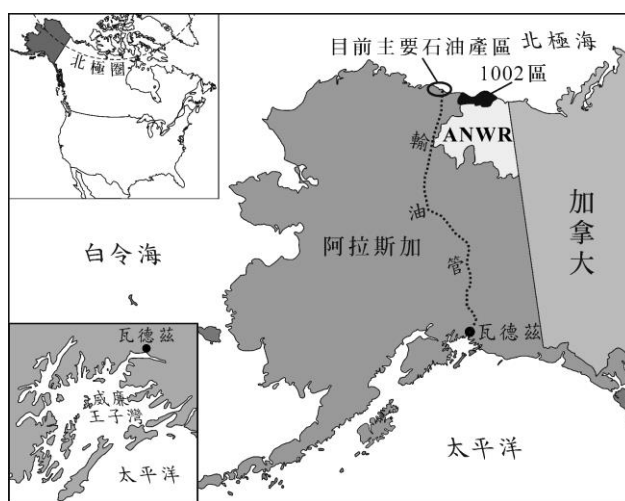 北極圈
目前主要石油產區
北極海
1002區
ANWR
輸油管
加拿大
阿拉斯加
白令海
瓦德茲
瓦德茲
威廉
王子灣
太平洋
太平洋